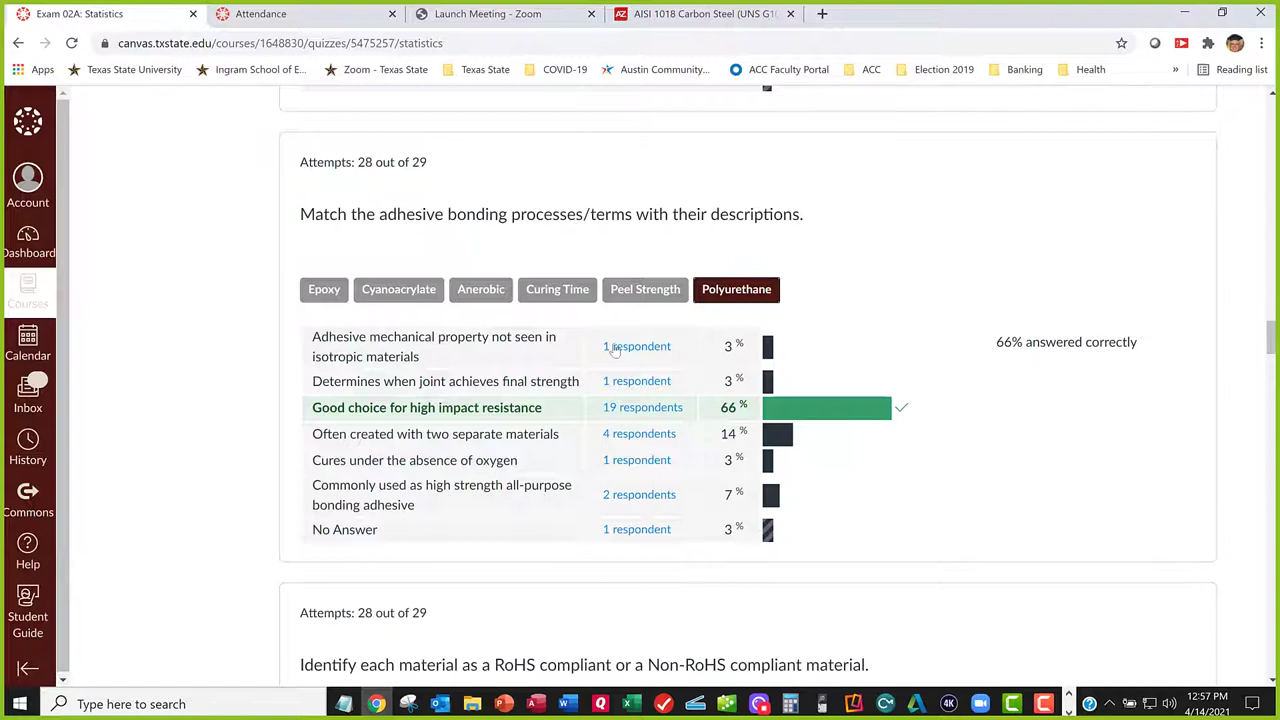 Exam 02A: Statistics
Attendance
Launch Meeting - Zoom
AISI 1018 Carbon Steel (UNS G10
canvas.txstate.edu/courses/1648830/quizzes/5475257/statistics
Apps
Texas State University
Ingram School of E...
Zoom - Texas State
Texas State
COVID-19
Austin Community...
ACC Faculty Portal
ACC
Election 2019
Banking
Health
»
Reading list
Account
Dashboard
Courses
Calendar
Inbox
History
Commons
Help
Student
Guide
Attempts: 28 out of 29
Match the adhesive bonding processes/terms with their descriptions.
Epoxy
Cyanoacrylate
Anerobic
Curing Time
Peel Strength
Polyurethane
Adhesive mechanical property not seen in
isotropic materials
1 respondent
3 %
66% answered correctly
Determines when joint achieves final strength
1 respondent
3 %
Good choice for high impact resistance
19 respondents
66 %
Often created with two separate materials
4 respondents
14 %
Cures under the absence of oxygen
1 respondent
3 %
Commonly used as high strength all-purpose
bonding adhesive
2 respondents
7 %
No Answer
1 respondent
3 %
Attempts: 28 out of 29
Identify each material as a RoHS compliant or a Non-RoHS compliant material.
Type here to search
12:57 PM
4/14/2021